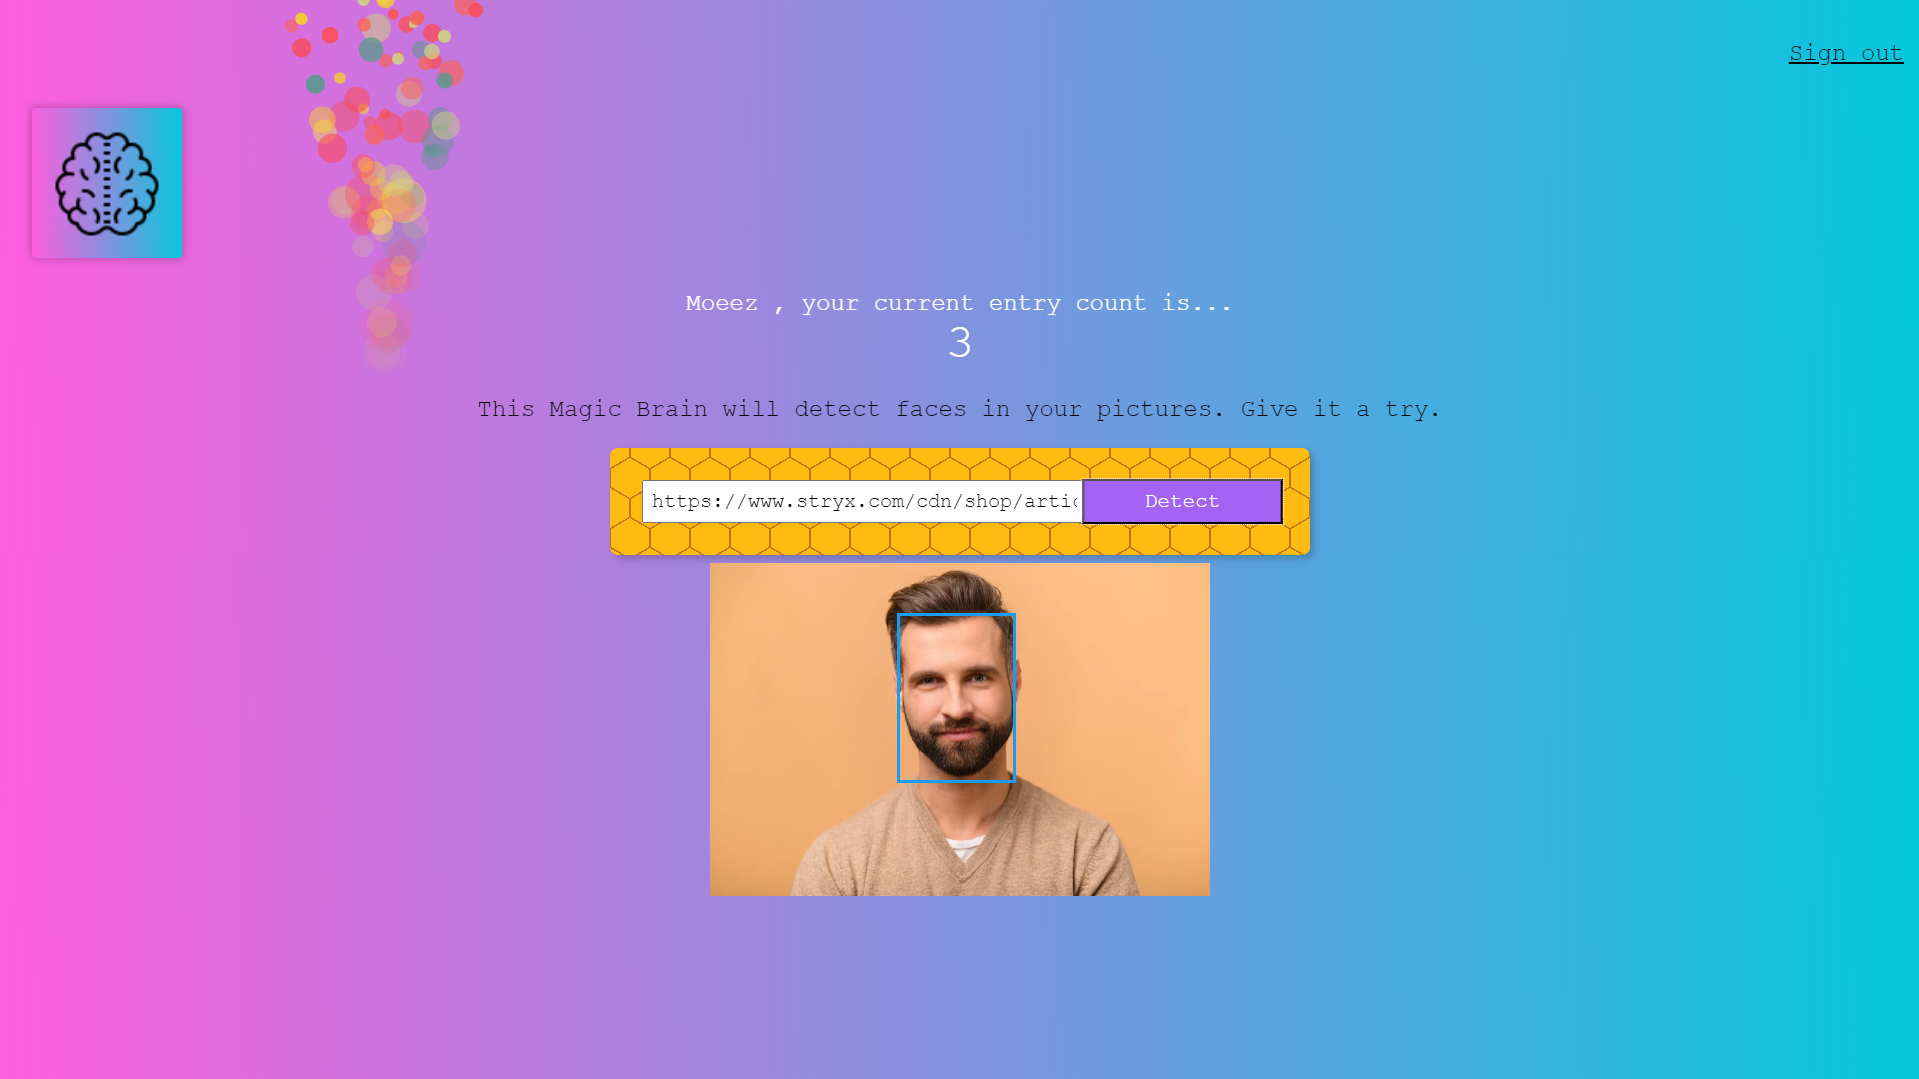 Sign out
Moeez , your current entry count is...
3
This Magic Brain will detect faces in your pictures. Give it a try.
https://www.stryx.com/cdn/shop/artic
Detect